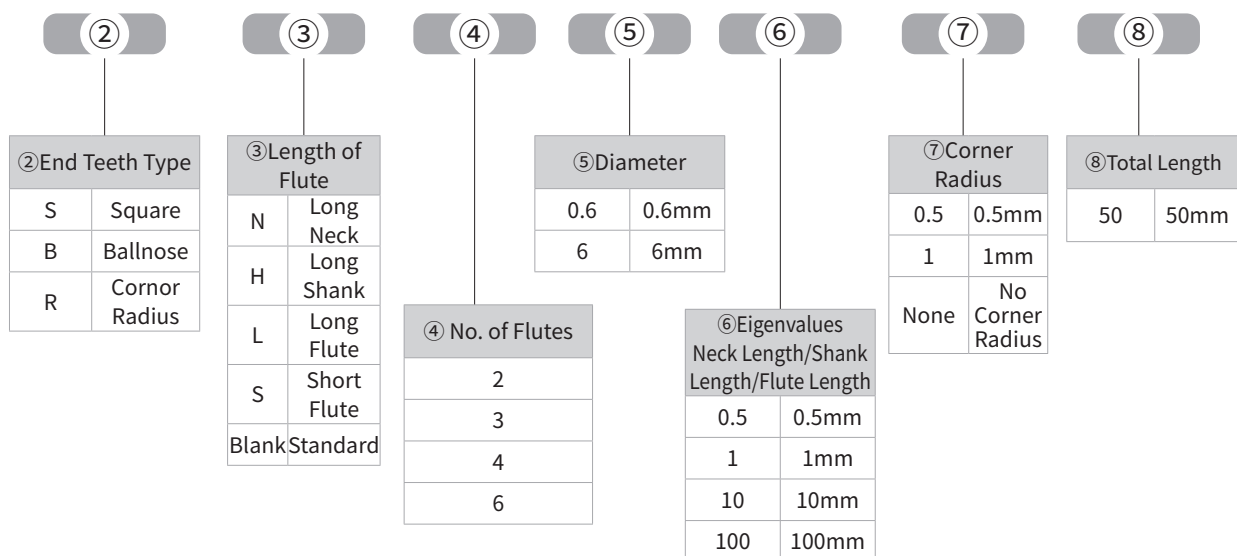 ② ③ ④ ⑤ ⑥ ⑦ ⑧
②End Teeth Type
S Square
B Ballnose
R Cornor
Radius
③Length of
Flute
N Long
Neck
H Long
Shank
L Long
Flute
S Short
Flute
Blank Standard
④ No. of Flutes
2
3
4
6
⑤Diameter
0.6 0.6mm
6 6mm
⑥Eigenvalues
Neck Length/Shank
Length/Flute Length
0.5 0.5mm
1 1mm
10 10mm
100 100mm
⑦Corner
Radius
0.5 0.5mm
1 1mm
None No
Corner
Radius
⑧Total Length
50 50mm